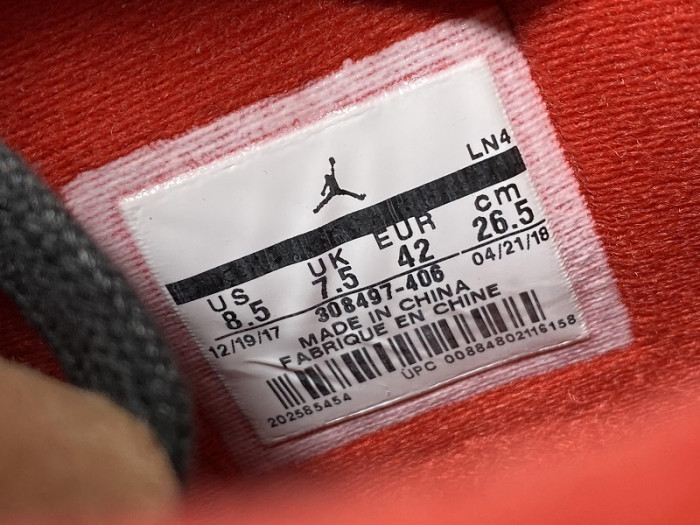 LN4
US UK EUR cm
8.5 7.5 42 26.5
12/19/17 308497-406 04/21/18
MADE IN CHINA
FABRIQUE EN CHINE
202585454 UPC 00884802116158